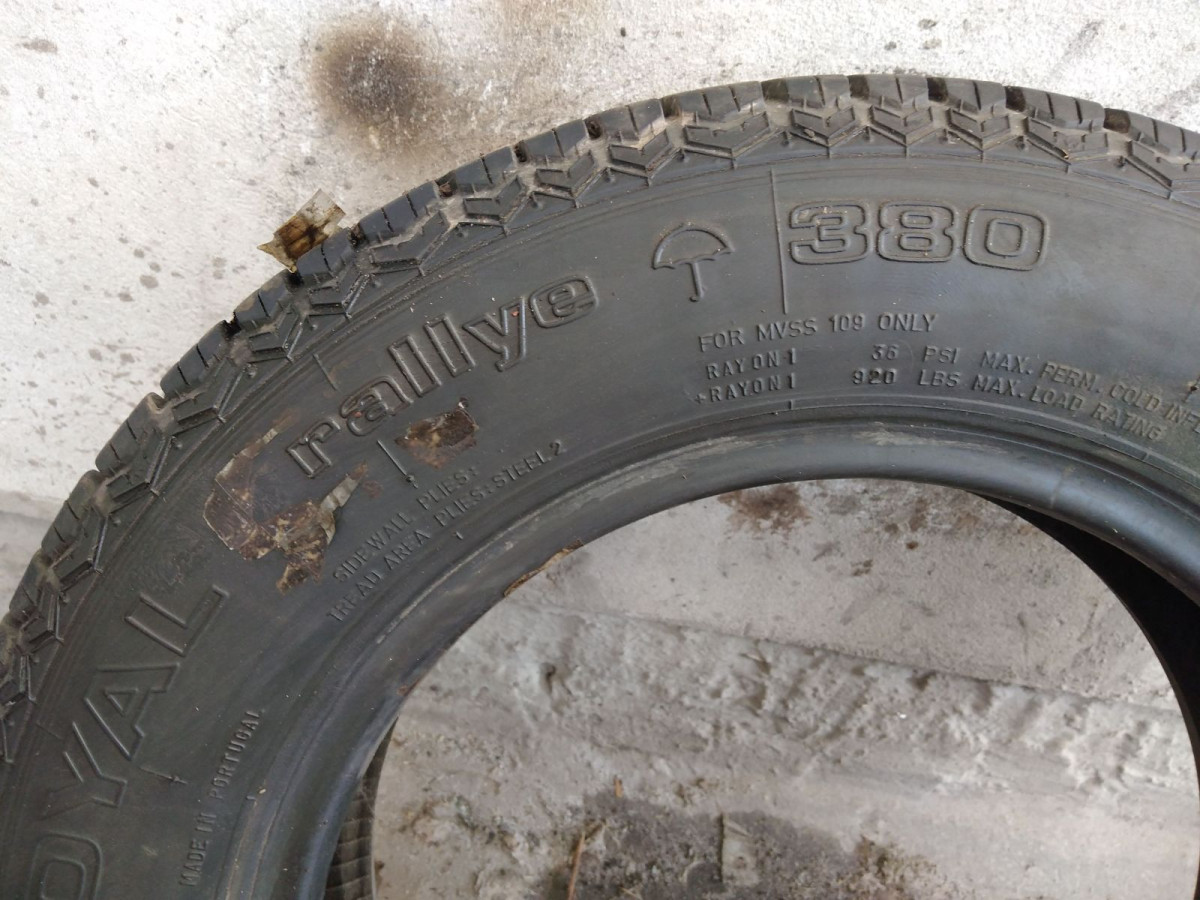 rallye
380
FOR MVSS 109 ONLY
RAYON 1 36 PSI MAX. PERM. COLD
+RAYON 1 920 LBS MAX. LOAD RATING
SIDEWALL PLIES:
TREAD AREA PLIES: STEEL 2
OYAL
MADE IN PORTUGAL